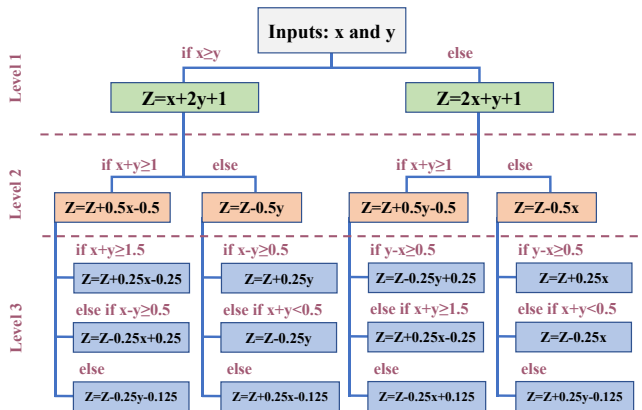 Inputs: x and y
Level 1
if x≥y
else
Z=x+2y+1
Z=2x+y+1
Level 2
if x+y≥1
else
if x+y≥1
else
Z=Z+0.5x-0.5
Z=Z-0.5y
Z=Z+0.5y-0.5
Z=Z-0.5x
Level 3
if x+y≥1.5
if x-y≥0.5
if y-x≥0.5
if y-x≥0.5
Z=Z+0.25x-0.25
Z=Z+0.25y
Z=Z-0.25y+0.25
Z=Z+0.25x
else if x-y≥0.5
else if x+y<0.5
else if x+y≥1.5
else if x+y<0.5
Z=Z-0.25x+0.25
Z=Z-0.25y
Z=Z+0.25x-0.25
Z=Z-0.25x
else
else
else
else
Z=Z-0.25y-0.125
Z=Z+0.25x-0.125
Z=Z-0.25x+0.125
Z=Z+0.25y-0.125